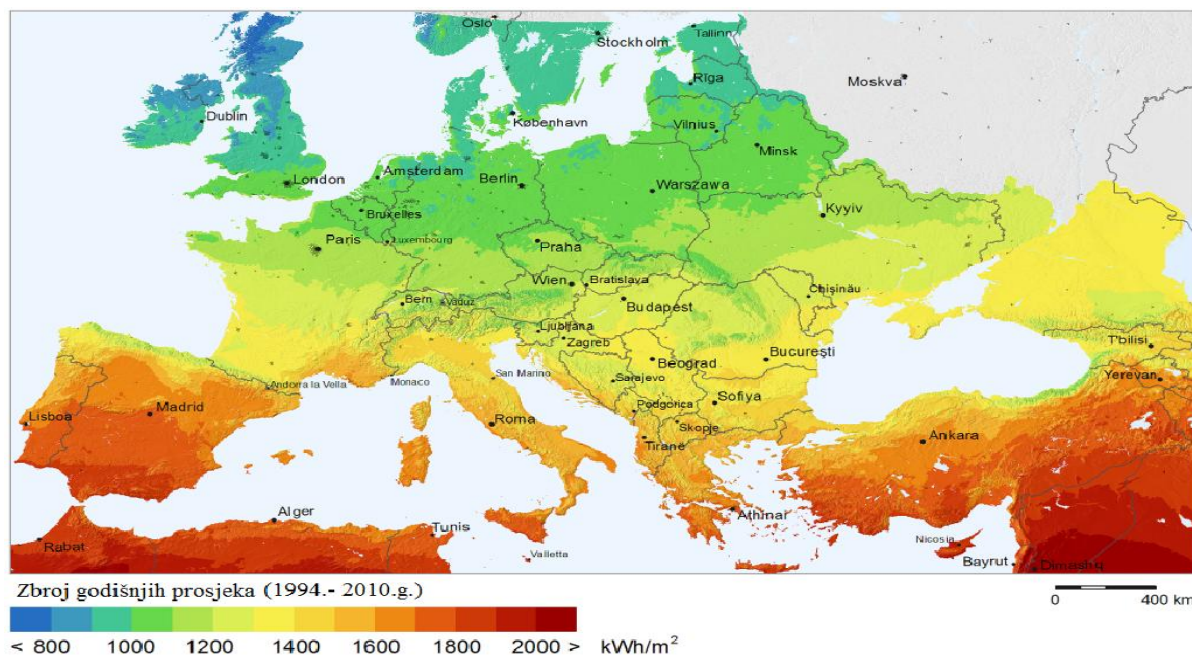 Oslo
Stockholm
Tallinn
Rīga
Moskva
Dublin
København
Vilnius
Minsk
London
Amsterdam
Berlin
Warszawa
Bruxelles
Kyyiv
Paris
Luxembourg
Praha
Wien
Bratislava
Bern
Vaduz
Budapest
Chişinău
Ljubljana
Zagreb
Beograd
Bucureşti
T'bilisi
Andorra la Vella
Monaco
San Marino
Sarajevo
Yerevan
Lisboa
Madrid
Roma
Podgorica
Sofiya
Skopje
Tiranë
Ankara
Alger
Tunis
Athinai
Rabat
Valletta
Nicosia
Bayrut
Dimashq
Zbroj godišnjih prosjeka (1994.- 2010.g.)
0 400 km
< 800 1000 1200 1400 1600 1800 2000 > kWh/m²